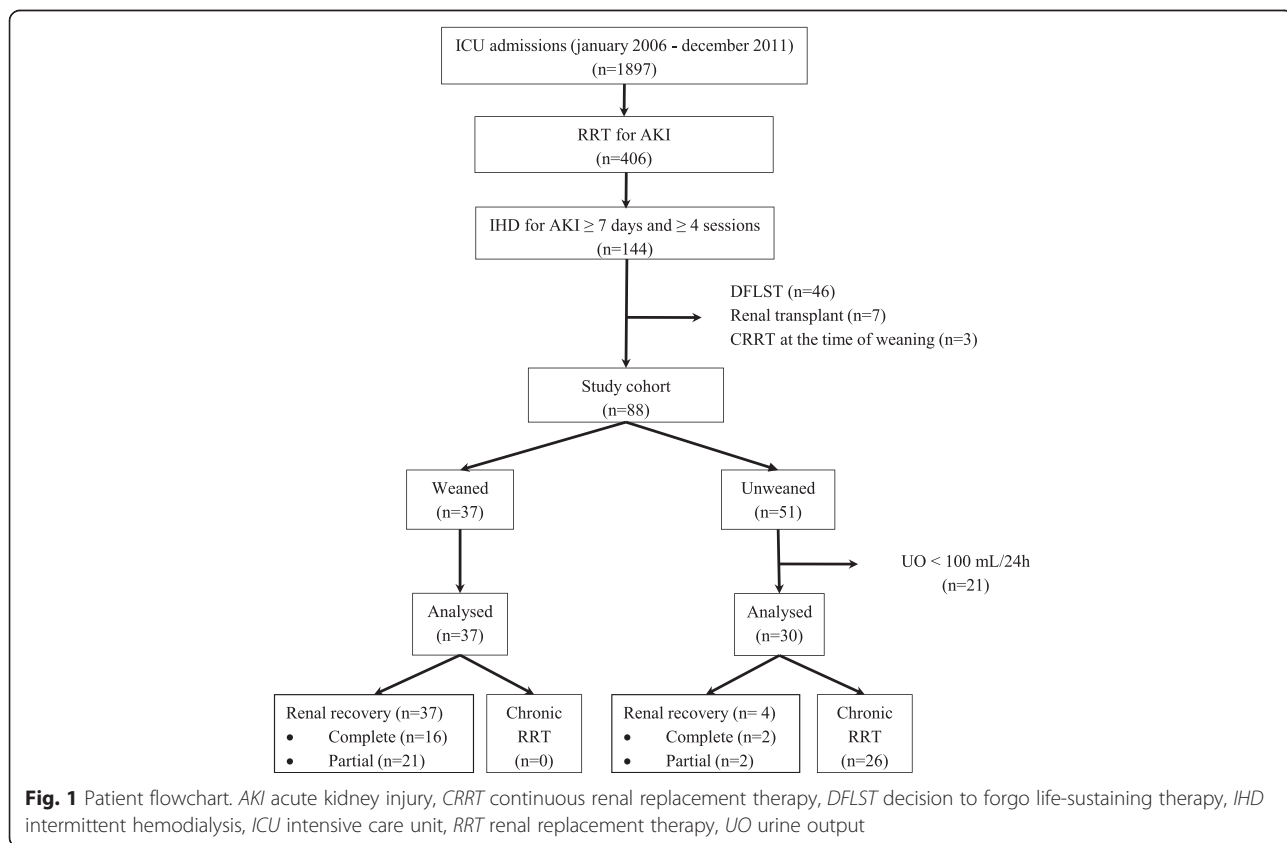 ICU admissions (january 2006 - december 2011)
(n=1897)
RRT for AKI
(n=406)
IHD for AKI ≥ 7 days and ≥ 4 sessions
(n=144)
DFLST (n=46)
Renal transplant (n=7)
CRRT at the time of weaning (n=3)
Study cohort
(n=88)
Weaned
(n=37)
Unweaned
(n=51)
UO < 100 mL/24h
(n=21)
Analysed
(n=37)
Analysed
(n=30)
Renal recovery (n=37)
• Complete (n=16)
• Partial (n=21)
Chronic
RRT
(n=0)
Renal recovery (n= 4)
• Complete (n=2)
• Partial (n=2)
Chronic
RRT
(n=26)
Fig. 1 Patient flowchart. AKI acute kidney injury, CRRT continuous renal replacement therapy, DFLST decision to forgo life-sustaining therapy, IHD
intermittent hemodialysis, ICU intensive care unit, RRT renal replacement therapy, UO urine output